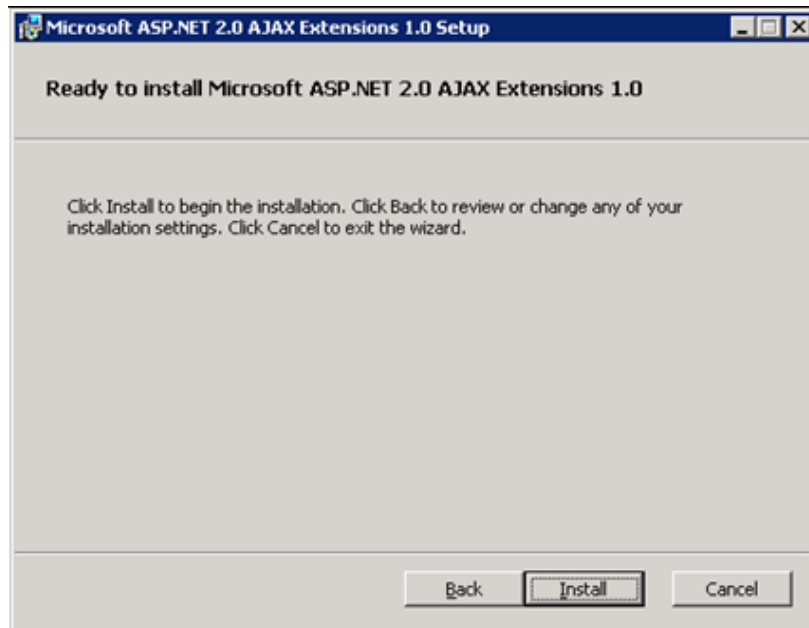 Microsoft ASP.NET 2.0 AJAX Extensions 1.0 Setup
Ready to install Microsoft ASP.NET 2.0 AJAX Extensions 1.0
Click Install to begin the installation. Click Back to review or change any of your
installation settings. Click Cancel to exit the wizard.
Back Install Cancel